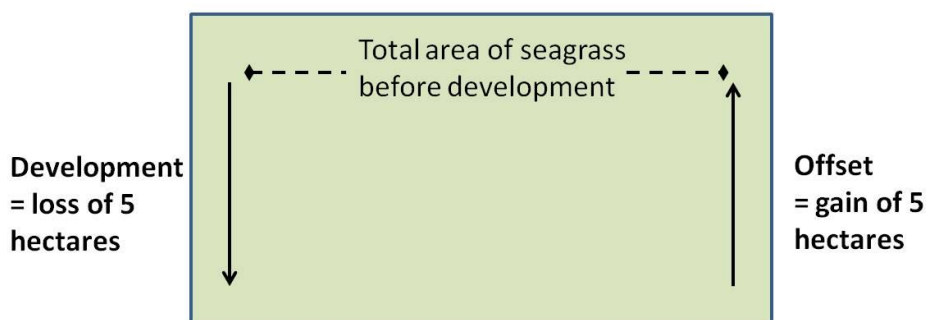 Total area of seagrass
before development
Development
= loss of 5
hectares
Offset
= gain of 5
hectares